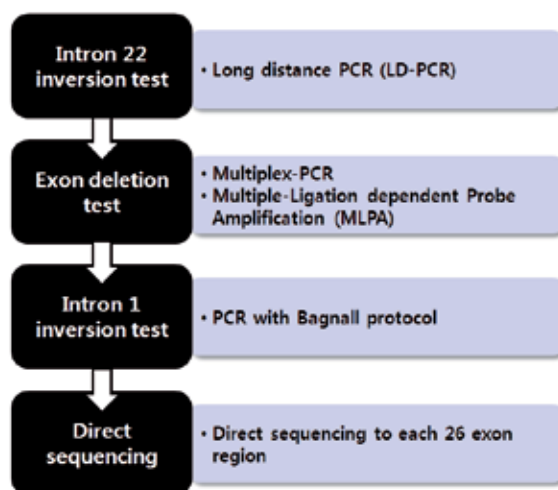 Intron 22
inversion test
• Long distance PCR (LD-PCR)
Exon deletion
test
• Multiplex-PCR
• Multiple-Ligation dependent Probe
Amplification (MLPA)
Intron 1
inversion test
• PCR with Bagnall protocol
Direct
sequencing
• Direct sequencing to each 26 exon
region